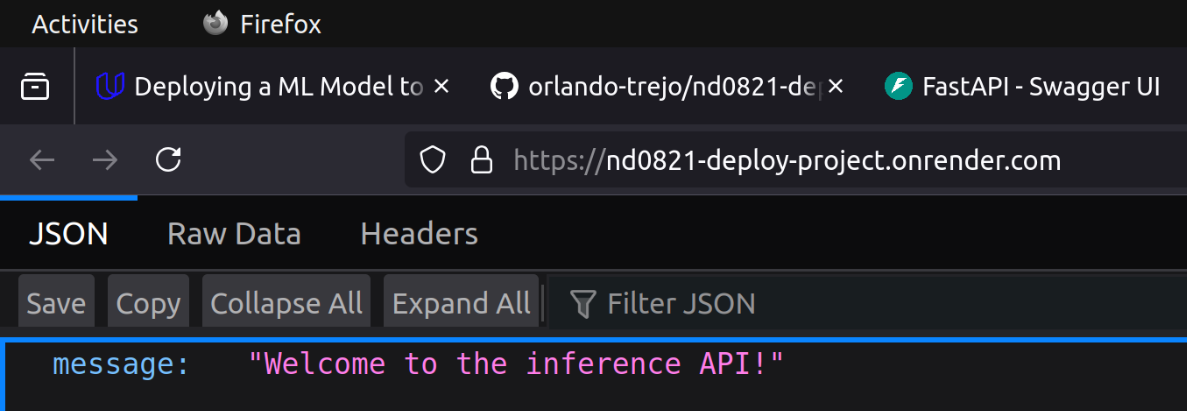 Activities Firefox
Deploying a ML Model to orlando-trejo/nd0821-de FastAPI - Swagger UI
https://nd0821-deploy-project.onrender.com
JSON Raw Data Headers
Save Copy Collapse All Expand All Filter JSON
message: "Welcome to the inference API!"